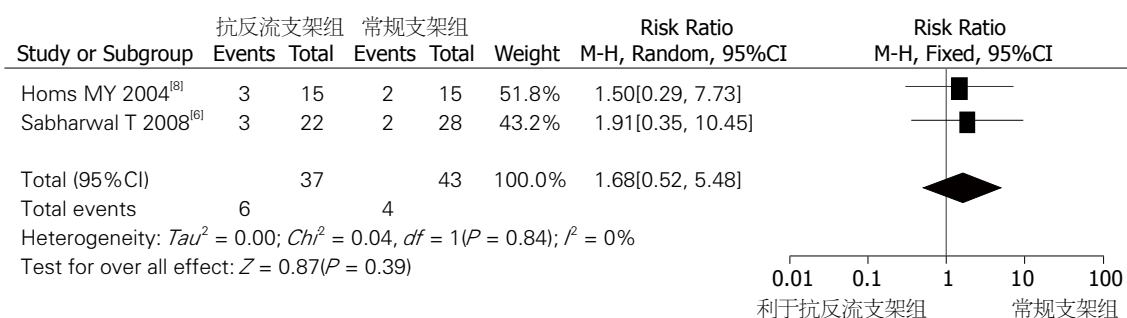 抗反流支架组 常规支架组 Risk Ratio Risk Ratio
Study or Subgroup Events Total Events Total Weight M-H, Random, 95%CI M-H, Fixed, 95%CI
Homs MY 2004[8] 3 15 2 15 51.8% 1.50[0.29, 7.73]
Sabharwal T 2008[6] 3 22 2 28 43.2% 1.91[0.35, 10.45]
Total (95%CI) 37 43 100.0% 1.68[0.52, 5.48]
Total events 6 4
Heterogeneity: Tau² = 0.00; Chi² = 0.04, df = 1(P = 0.84); I² = 0%
Test for over all effect: Z = 0.87(P = 0.39)
0.01 0.1 1 10 100
利于抗反流支架组 常规支架组